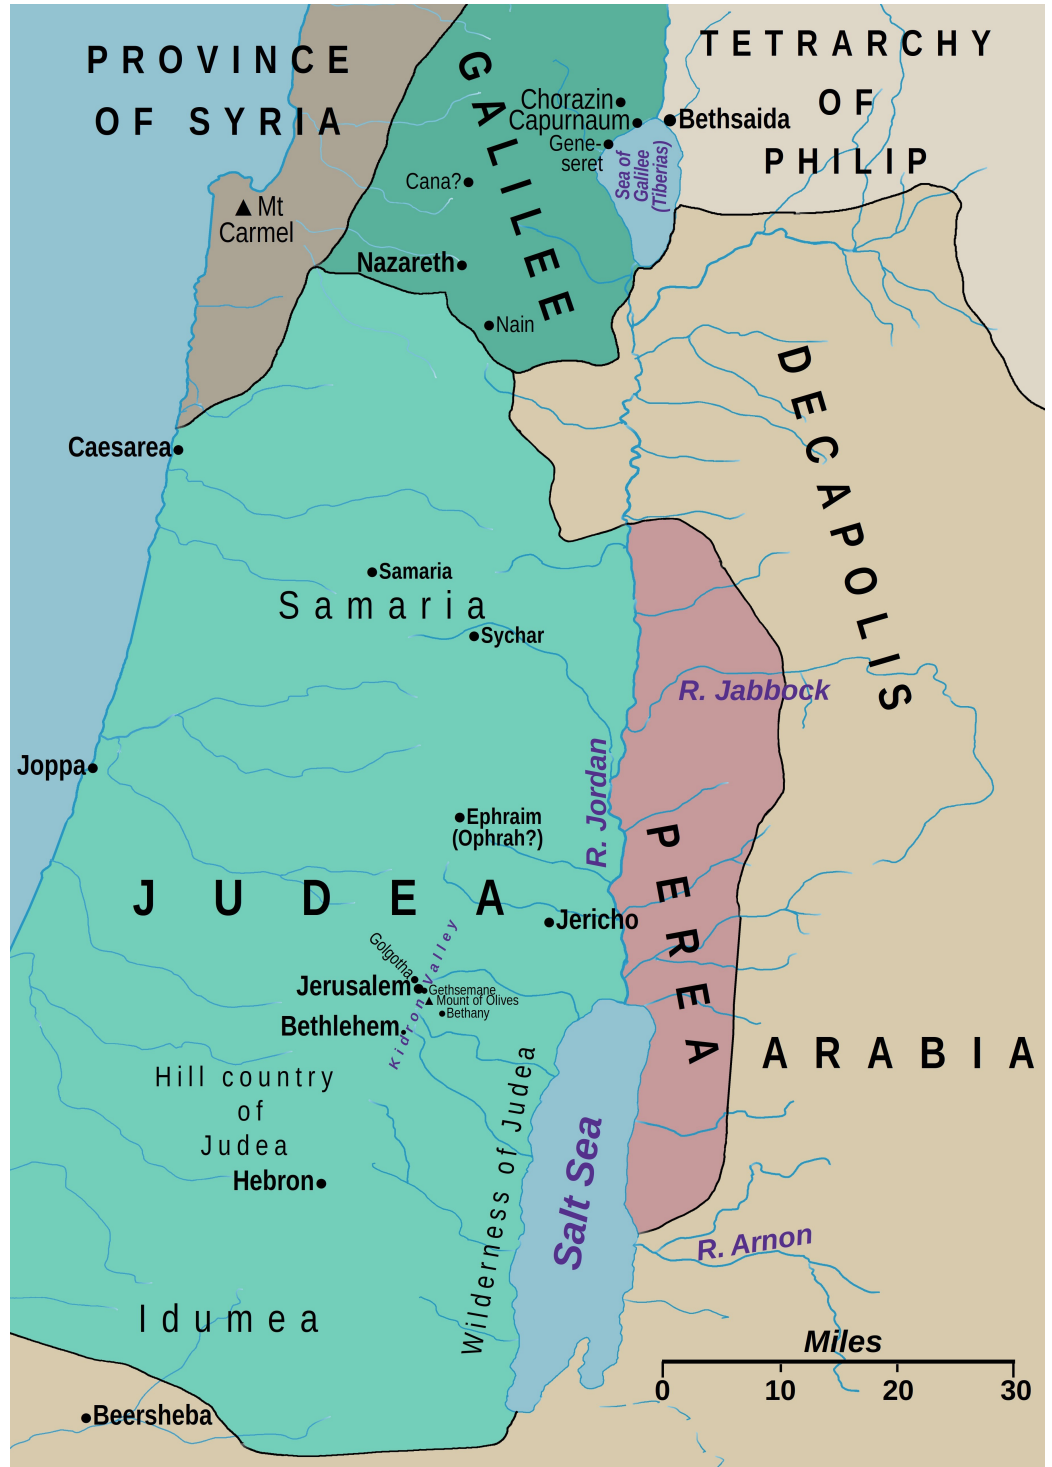 PROVINCE
OF SYRIA
GALILEE
TETRARCHY
OF
PHILIP
Chorazin
Capurnaum
Bethsaida
Gene-
seret
Sea of
Galilee
(Tiberias)
Cana?
Mt
Carmel
Nazareth
Nain
DECAPOLIS
Caesarea
Samaria
Samaria
Sychar
R. Jabbock
R. Jordan
Joppa
Ephraim
(Ophrah?)
PEREA
JUDEA
Jericho
Golgotha
Kidron Valley
Jerusalem
Gethsemane
Mount of Olives
Bethany
Bethlehem
ARABIA
Hill country
of
Judea
Wilderness of Judea
Hebron
Salt Sea
R. Arnon
Idumea
Miles
0 10 20 30
Beersheba